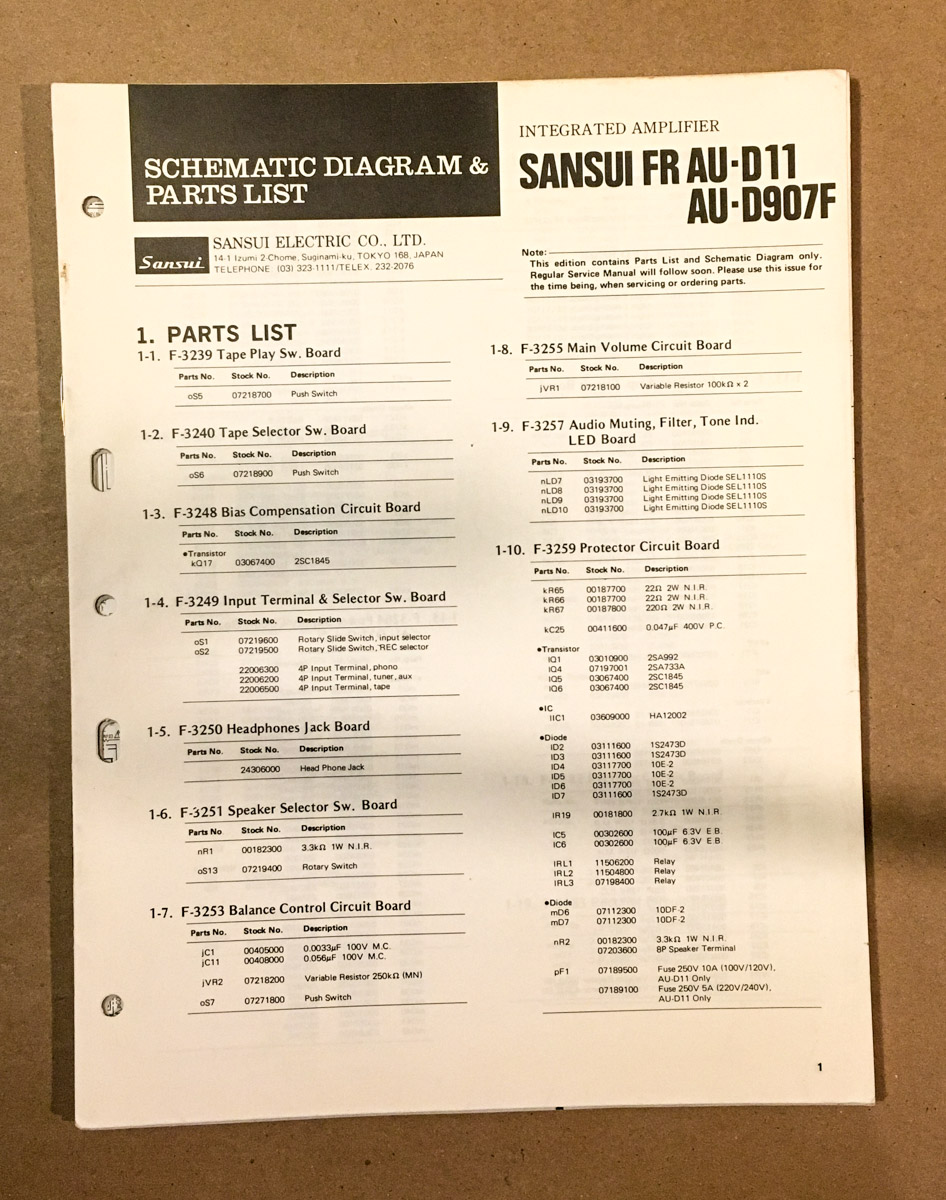 SCHEMATIC DIAGRAM &
PARTS LIST
INTEGRATED AMPLIFIER
SANSUI FR AU-D11
AU-D907F
Sansui
SANSUI ELECTRIC CO., LTD.
14-1 Izumi 2-Chome, Suginami-ku, TOKYO 168, JAPAN
TELEPHONE (03) 323-1111/TELEX. 232-2076
Note:
This edition contains Parts List and Schematic Diagram only.
Regular Service Manual will follow soon. Please use this issue for
the time being, when servicing or ordering parts.
1. PARTS LIST
1-1. F-3239 Tape Play Sw. Board
Parts No. Stock No. Description
oS5 07218700 Push Switch
1-2. F-3240 Tape Selector Sw. Board
Parts No. Stock No. Description
oS6 07218900 Push Switch
1-3. F-3248 Bias Compensation Circuit Board
Parts No. Stock No. Description
●Transistor
kQ17 03067400 2SC1845
1-4. F-3249 Input Terminal & Selector Sw. Board
Parts No. Stock No. Description
oS1 07219600 Rotary Slide Switch, input selector
oS2 07219500 Rotary Slide Switch, REC selector
22006300 4P Input Terminal, phono
22006200 4P Input Terminal, tuner, aux
22006500 4P Input Terminal, tape
1-5. F-3250 Headphones Jack Board
Parts No. Stock No. Description
24306000 Head Phone Jack
1-6. F-3251 Speaker Selector Sw. Board
Parts No Stock No. Description
nR1 00182300 3.3kΩ 1W N.I.R.
oS13 07219400 Rotary Switch
1-7. F-3253 Balance Control Circuit Board
Parts No. Stock No. Description
jC1 00405000 0.0033μF 100V M.C.
jC11 00408000 0.056μF 100V M.C.
jVR2 07218200 Variable Resistor 250kΩ (MN)
oS7 07271800 Push Switch
1-8. F-3255 Main Volume Circuit Board
Parts No. Stock No. Description
jVR1 07218100 Variable Resistor 100kΩ × 2
1-9. F-3257 Audio Muting, Filter, Tone Ind.
LED Board
Parts No. Stock No. Description
nLD7 03193700 Light Emitting Diode SEL1110S
nLD8 03193700 Light Emitting Diode SEL1110S
nLD9 03193700 Light Emitting Diode SEL1110S
nLD10 03193700 Light Emitting Diode SEL1110S
1-10. F-3259 Protector Circuit Board
Parts No. Stock No. Description
kR65 00187700 22Ω 2W N.I.R.
kR66 00187700 22Ω 2W N.I.R.
kR67 00187800 220Ω 2W N.I.R.
kC25 00411600 0.047μF 400V P.C.
●Transistor
lQ1 03010900 2SA992
lQ4 07197001 2SA733A
lQ5 03067400 2SC1845
lQ6 03067400 2SC1845
●IC
lIC1 03609000 HA12002
●Diode
lD2 03111600 1S2473D
lD3 03111600 1S2473D
lD4 03117700 10E-2
lD5 03117700 10E-2
lD6 03117700 10E-2
lD7 03111600 1S2473D
lR19 00181800 2.7kΩ 1W N.I.R.
lC5 00302600 100μF 6.3V E.B.
lC6 00302600 100μF 6.3V E.B.
lRL1 11506200 Relay
lRL2 11504800 Relay
lRL3 07198400 Relay
●Diode
mD6 07112300 10DF-2
mD7 07112300 10DF-2
nR2 00182300 3.3kΩ 1W N.I.R.
07203600 8P Speaker Terminal
pF1 07189500 Fuse 250V 10A (100V/120V),
AU-D11 Only
07189100 Fuse 250V 5A (220V/240V),
AU-D11 Only
1